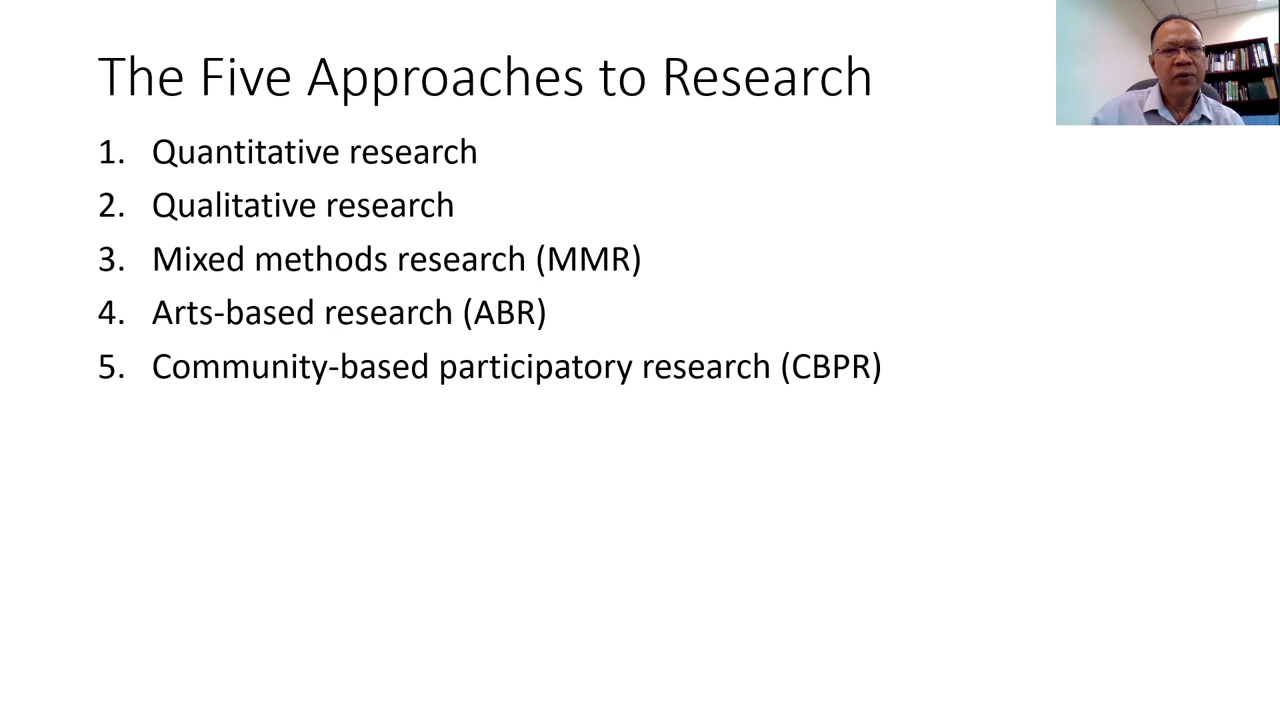 The Five Approaches to Research
1. Quantitative research
2. Qualitative research
3. Mixed methods research (MMR)
4. Arts-based research (ABR)
5. Community-based participatory research (CBPR)